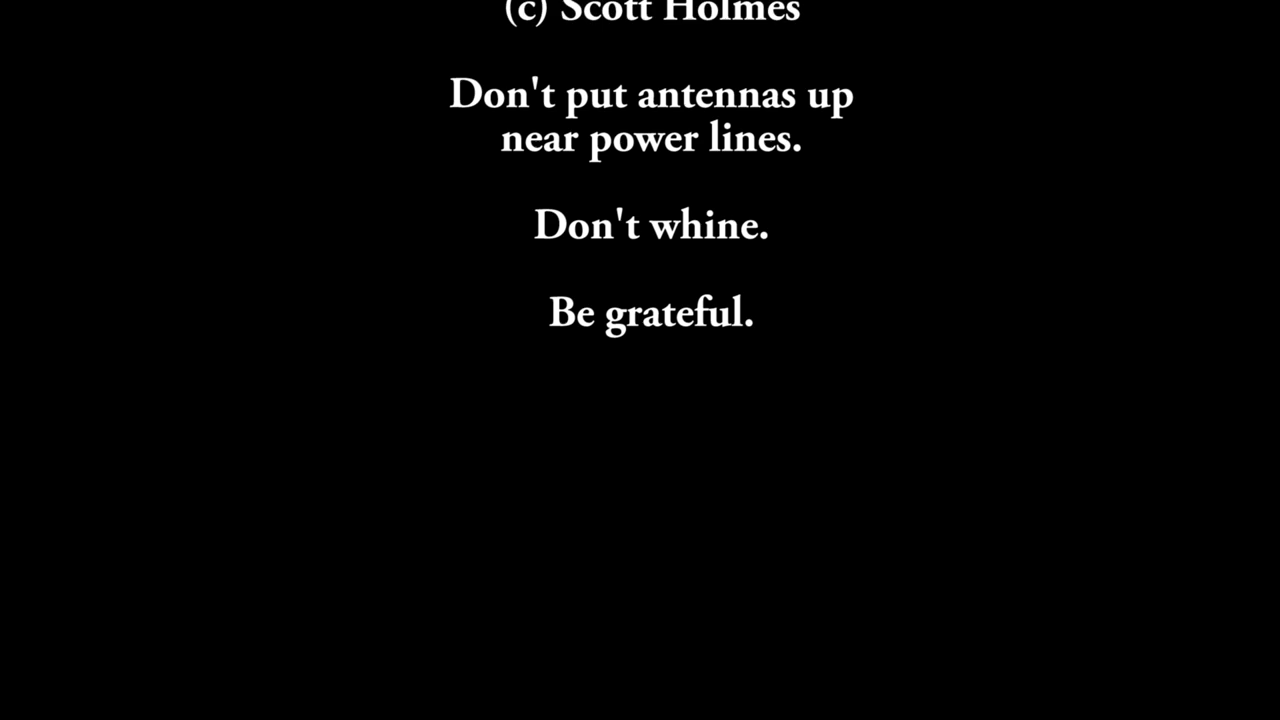 (c) Scott Holmes
Don't put antennas up
near power lines.
Don't whine.
Be grateful.